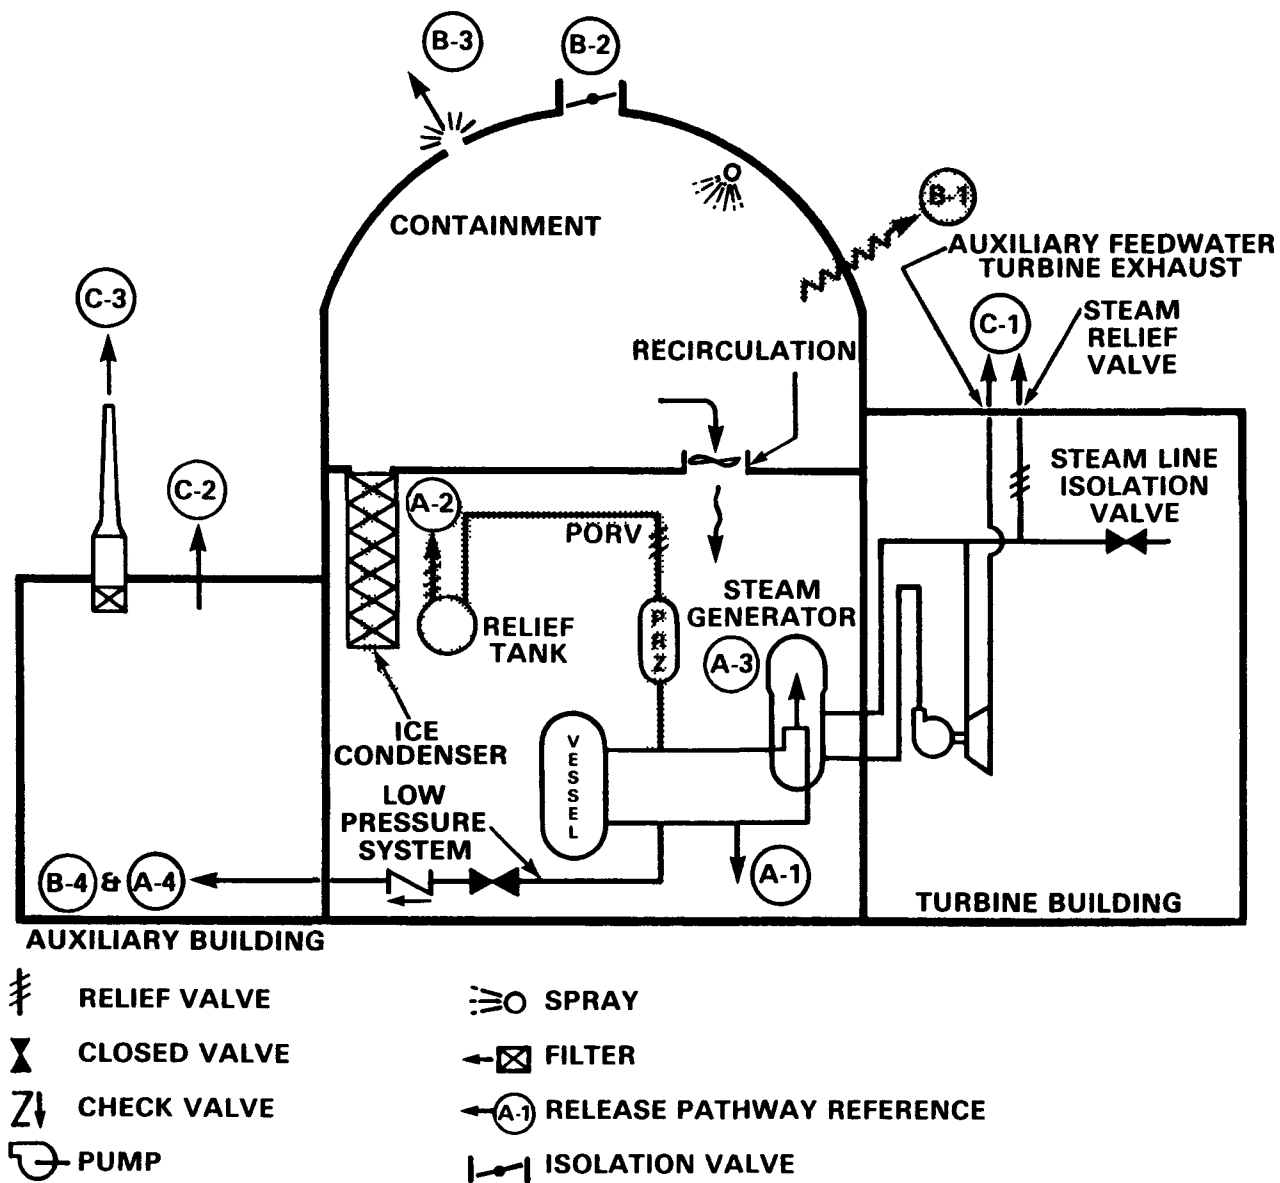 B-3
B-2
B-1
CONTAINMENT
AUXILIARY FEEDWATER
TURBINE EXHAUST
C-3
C-1
STEAM
RELIEF
VALVE
RECIRCULATION
C-2
A-2
PORV
STEAM LINE
ISOLATION
VALVE
STEAM
GENERATOR
RELIEF
TANK
PRZ
A-3
ICE
CONDENSER
VESSEL
LOW
PRESSURE
SYSTEM
B-4 & A-4
A-1
TURBINE BUILDING
AUXILIARY BUILDING
RELIEF VALVE
SPRAY
CLOSED VALVE
FILTER
CHECK VALVE
A-1 RELEASE PATHWAY REFERENCE
PUMP
ISOLATION VALVE